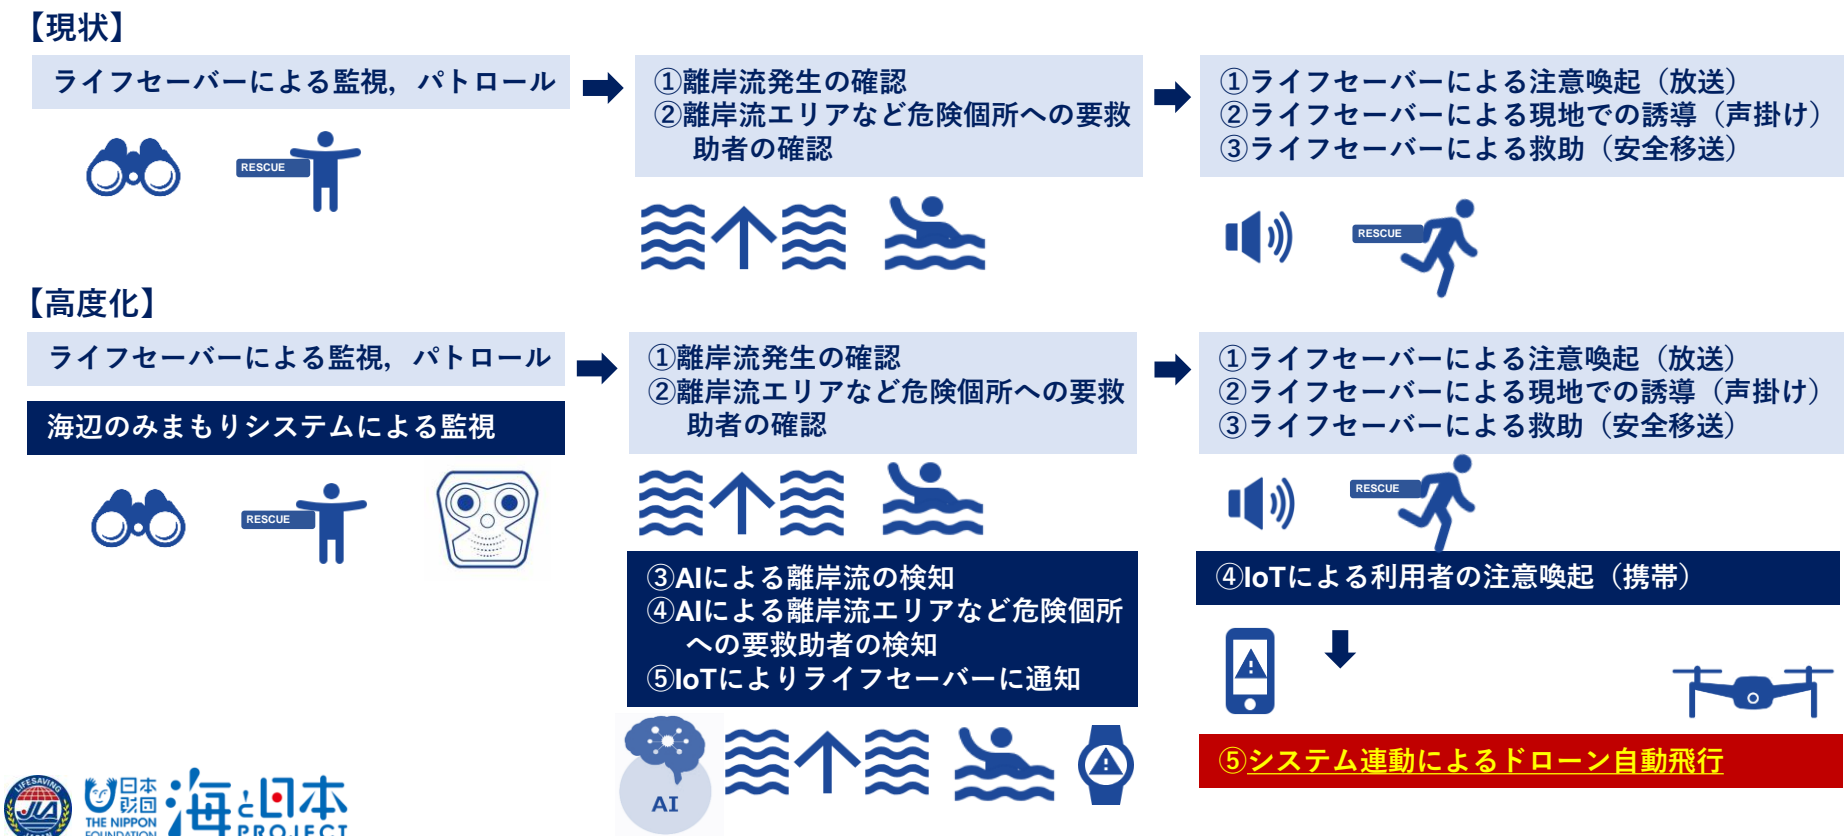 【現状】
ライフセーバーによる監視，パトロール
①離岸流発生の確認
②離岸流エリアなど危険個所への要救
助者の確認
①ライフセーバーによる注意喚起（放送）
②ライフセーバーによる現地での誘導（声掛け）
③ライフセーバーによる救助（安全移送）
RESCUE
RESCUE
【高度化】
ライフセーバーによる監視，パトロール
海辺のみまもりシステムによる監視
①離岸流発生の確認
②離岸流エリアなど危険個所への要救
助者の確認
①ライフセーバーによる注意喚起（放送）
②ライフセーバーによる現地での誘導（声掛け）
③ライフセーバーによる救助（安全移送）
RESCUE
RESCUE
③AIによる離岸流の検知
④AIによる離岸流エリアなど危険個所
への要救助者の検知
⑤IoTによりライフセーバーに通知
④IoTによる利用者の注意喚起（携帯）
AI
⑤システム連動によるドローン自動飛行
LIFESAVING
JLA
JAPAN
日本
財団
THE NIPPON
FOUNDATION
海と日本
PROJECT